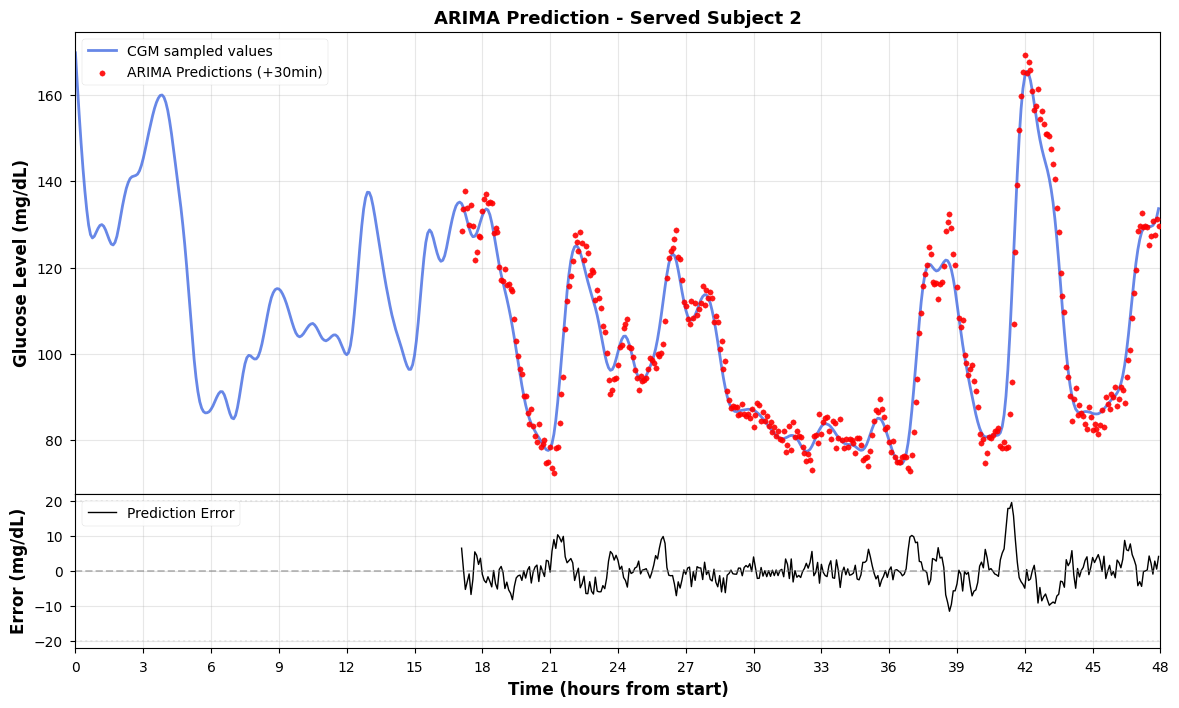 ARIMA Prediction - Served Subject 2
CGM sampled values
ARIMA Predictions (+30min)
Glucose Level (mg/dL)
160
140
120
100
80
Prediction Error
Error (mg/dL)
20
10
0
−10
−20
0 3 6 9 12 15 18 21 24 27 30 33 36 39 42 45 48
Time (hours from start)